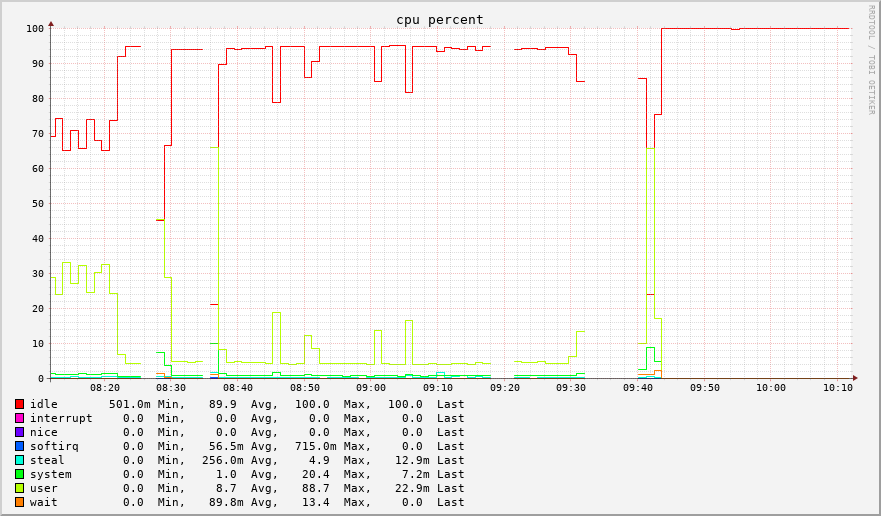 cpu percent
RRDTOOL / TOBI OETIKER
100
90
80
70
60
50
40
30
20
10
0
08:20 08:30 08:40 08:50 09:00 09:10 09:20 09:30 09:40 09:50 10:00 10:10
idle 501.0m Min, 89.9 Avg, 100.0 Max, 100.0 Last
interrupt 0.0 Min, 0.0 Avg, 0.0 Max, 0.0 Last
nice 0.0 Min, 0.0 Avg, 0.0 Max, 0.0 Last
softirq 0.0 Min, 56.5m Avg, 715.0m Max, 0.0 Last
steal 0.0 Min, 256.0m Avg, 4.9 Max, 12.9m Last
system 0.0 Min, 1.0 Avg, 20.4 Max, 7.2m Last
user 0.0 Min, 8.7 Avg, 88.7 Max, 22.9m Last
wait 0.0 Min, 89.8m Avg, 13.4 Max, 0.0 Last